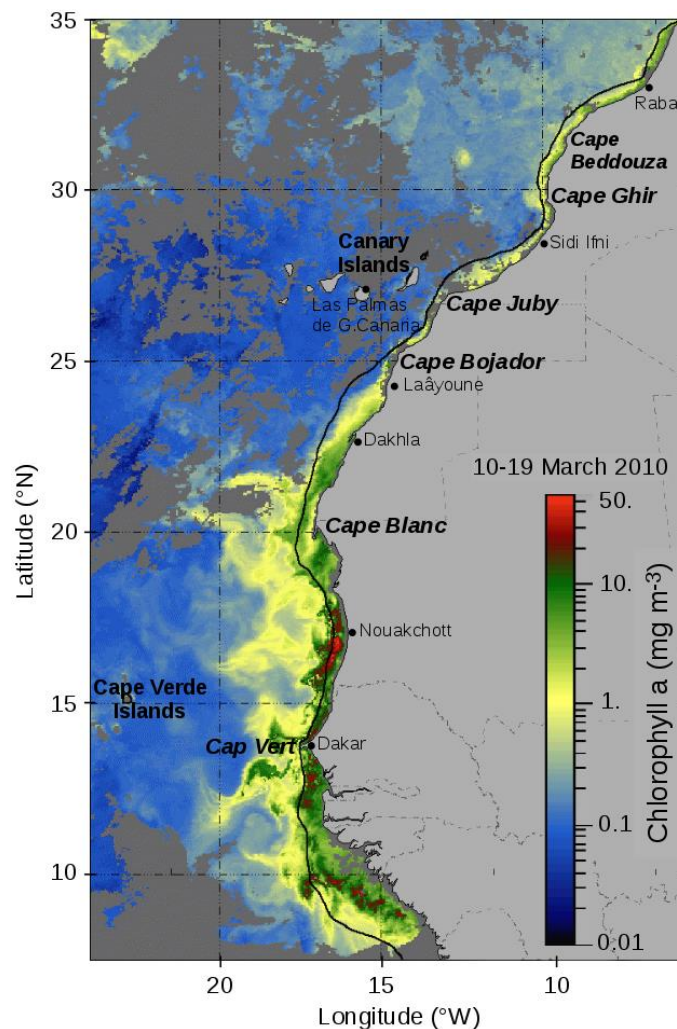 35
Raba
Cape
Beddouza
30
Cape Ghir
Canary
Islands
Sidi Ifni
Las Palmas
de G.Canaria
Cape Juby
25
Cape Bojador
Laâyoune
Dakhla
10-19 March 2010
50.
20
Cape Blanc
10.
Nouakchott
Latitude (°N)
Chlorophyll a (mg m-3)
15
Cape Verde
Islands
1.
Cap Vert
Dakar
0.1
10
0.01
20
15
10
Longitude (°W)